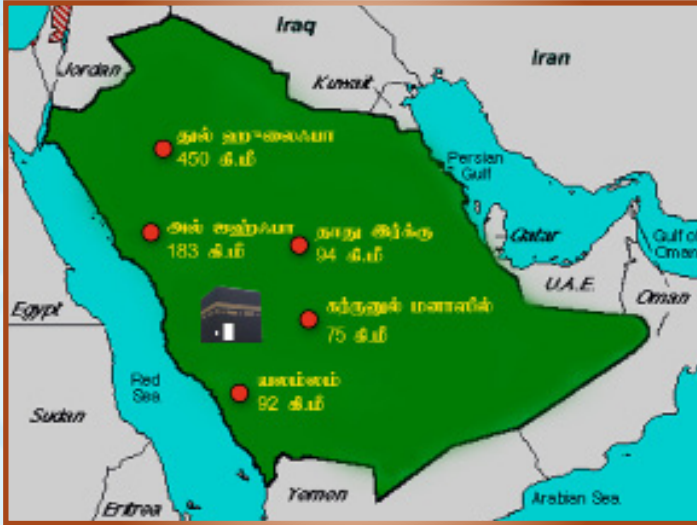 Iraq
Iran
Jordan
Kuwait
துல் ஹுலைஃபா
450 கி.மீ
Persian
Gulf
அல் ஜஹ்ஃபா
183 கி.மீ
தாது இர்க்கு
94 கி.மீ
Qatar
Gulf of
Oman
U.A.E.
Oman
Egypt
கர்னுல் மனாஸில்
75 கி.மீ
Red
Sea
யலம்லம்
92 கி.மீ
Sudan
Eritrea
Yemen
Arabian Sea